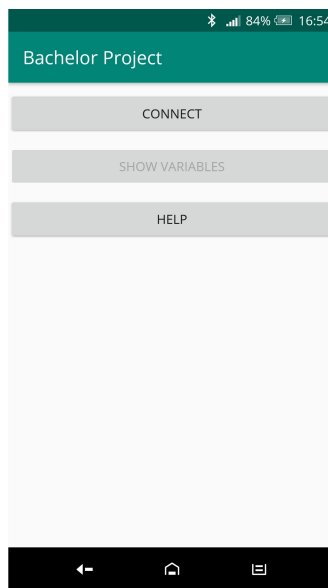 84% 16:54
Bachelor Project
CONNECT
SHOW VARIABLES
HELP